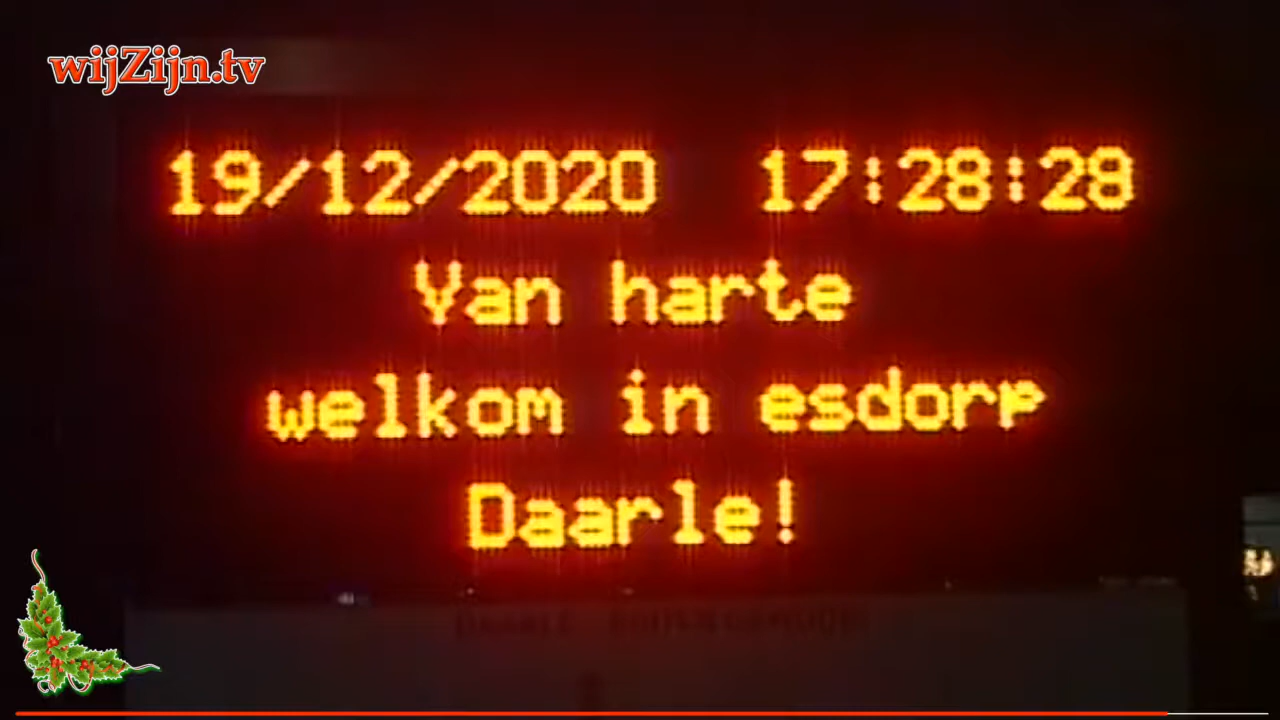 wijZijn.tv
19/12/2020 17:28:28
Van harte
welkom in esdorp
Daarle!